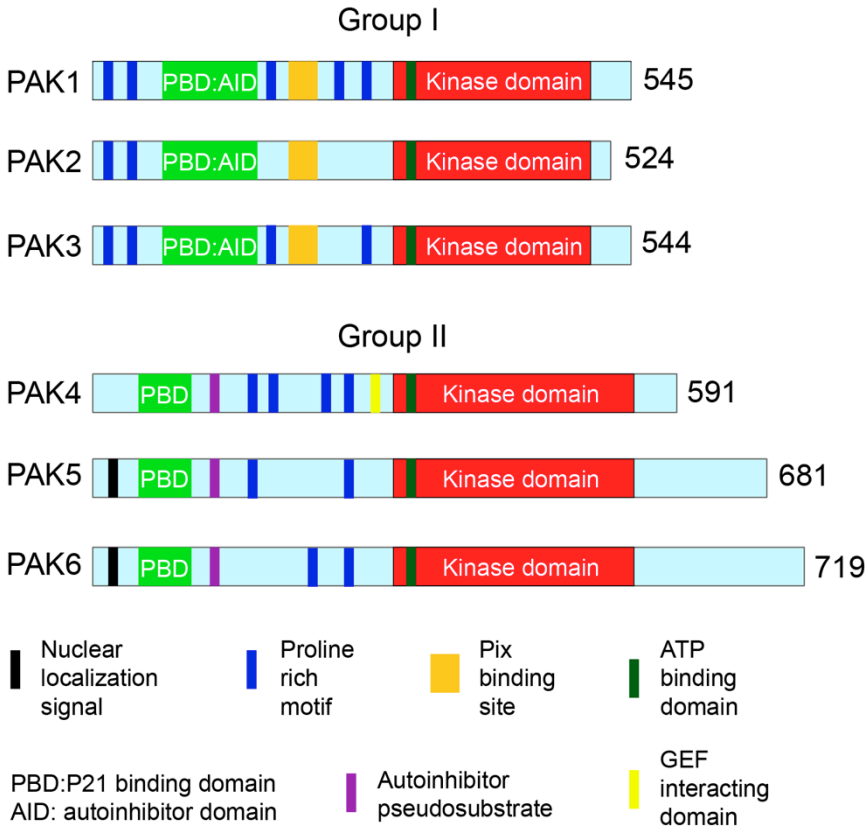 Group I
PAK1 PBD:AID Kinase domain 545
PAK2 PBD:AID Kinase domain 524
PAK3 PBD:AID Kinase domain 544
Group II
PAK4 PBD Kinase domain 591
PAK5 PBD Kinase domain 681
PAK6 PBD Kinase domain 719
Nuclear
localization
signal
Proline
rich
motif
Pix
binding
site
ATP
binding
domain
PBD:P21 binding domain
AID: autoinhibitor domain
Autoinhibitor
pseudosubstrate
GEF
interacting
domain